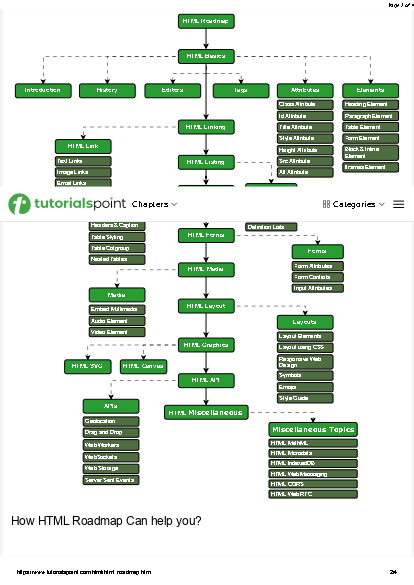 HTML Roadmap
HTML Basics
Introduction
History
Editors
Tags
Attributes
Elements
Class Attribute
Id Attribute
Title Attribute
Style Attribute
Height Attribute
Src Attribute
Alt Attribute
Heading Element
Paragraph Element
Table Element
Form Element
Block & Inline
Element
Iframes Element
HTML Linking
HTML Link
Text Links
Image Links
Email Links
HTML Listing
tutorialspoint
Chapters
Categories
Headers & Caption
Table Styling
Table Colgroup
Nested Tables
Definition Lists
HTML Forms
Forms
Form Attributes
Form Controls
Input Attributes
HTML Media
Media
Embed Multimedia
Audio Element
Video Element
HTML Layout
Layouts
Layout Elements
Layout using CSS
Responsive Web
Design
Symbols
Emojis
Style Guide
HTML Graphics
HTML SVG
HTML Canvas
HTML API
APIs
Geolocation
Drag and Drop
Web Workers
WebSockets
Web Storage
Server Sent Events
HTML Miscellaneous
Miscellaneous Topics
HTML MathML
HTML Microdata
HTML IndexedDB
HTML Web Messaging
HTML CORS
HTML Web RTC
How HTML Roadmap Can help you?
https://www.tutorialspoint.com/html/html_roadmap.htm
2/4